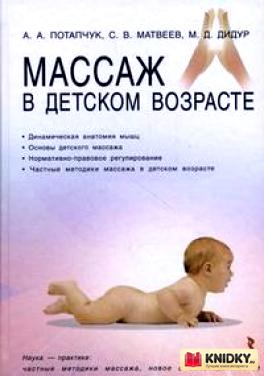 А. А. ПОТАПЧУК, С. В. МАТВЕЕВ, М. Д. ДИДУР
МАССАЖ
В ДЕТСКОМ ВОЗРАСТЕ
• Динамическая анатомия мышц
• Основы детского массажа
• Нормативно-правовое регулирование
• Частные методики массажа в детском возрасте
Наука — практике:
частные методики массажа, новое
KNIDKY.ru